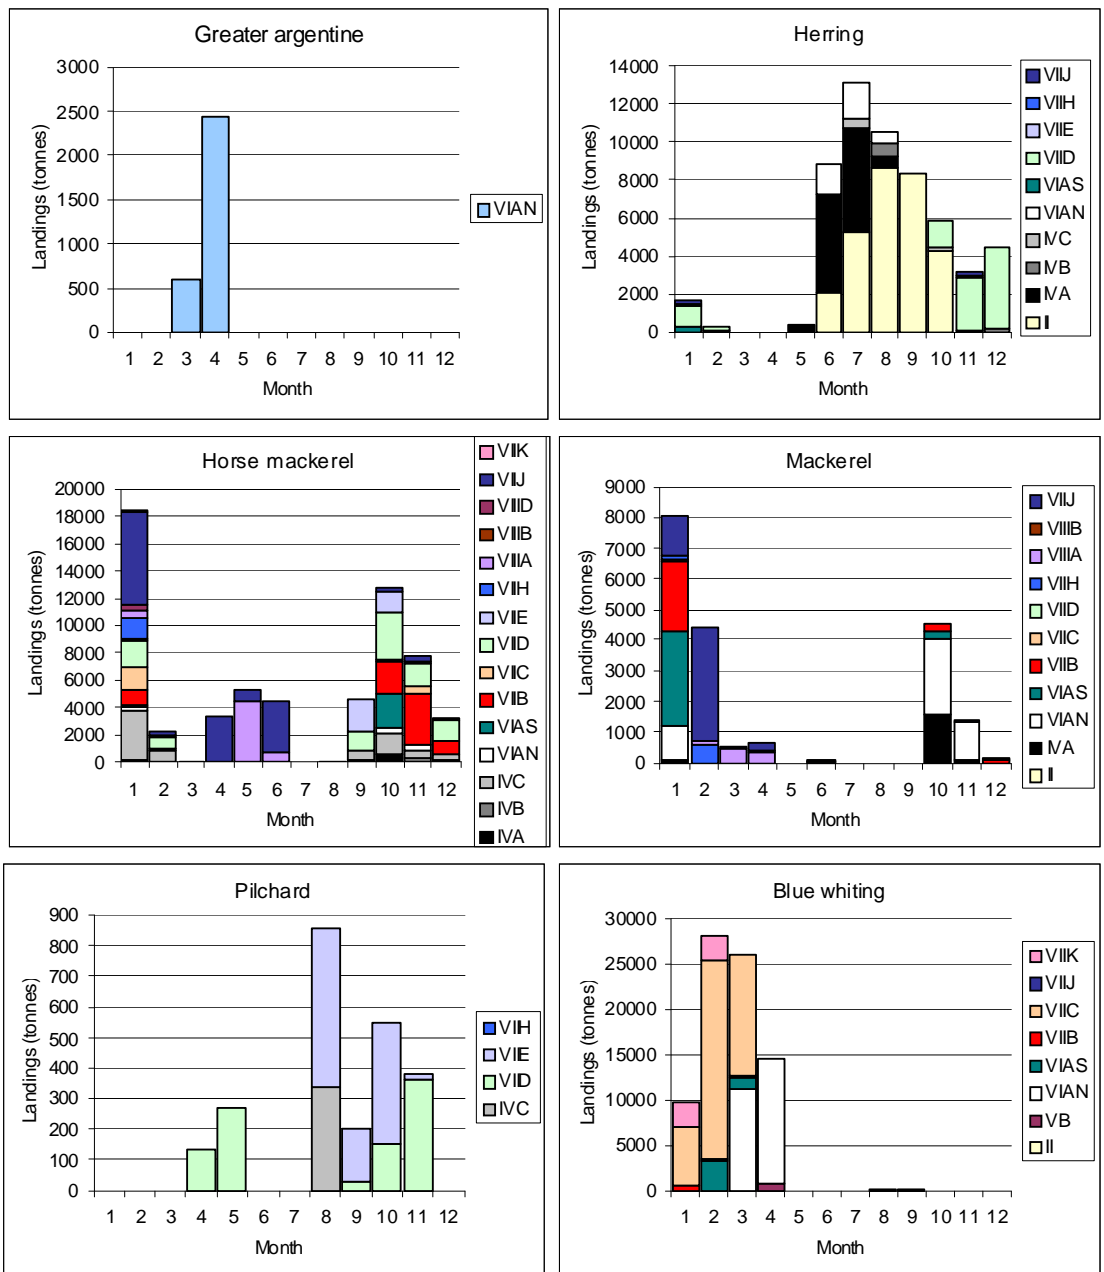 Greater argentine
3000
2500
2000
1500
1000
500
0
Landings (tonnes)
1 2 3 4 5 6 7 8 9 10 11 12
Month
VIAN
Herring
14000
12000
10000
8000
6000
4000
2000
0
Landings (tonnes)
1 2 3 4 5 6 7 8 9 10 11 12
Month
VIIJ
VIIH
VIIE
VIID
VIAS
VIAN
IVC
IVB
IVA
II
Horse mackerel
20000
18000
16000
14000
12000
10000
8000
6000
4000
2000
0
Landings (tonnes)
1 2 3 4 5 6 7 8 9 10 11 12
Month
VIIK
VIIJ
VIIID
VIIIB
VIIIA
VIIH
VIIE
VIID
VIIC
VIIB
VIAS
VIAN
IVC
IVB
IVA
Mackerel
9000
8000
7000
6000
5000
4000
3000
2000
1000
0
Landings (tonnes)
1 2 3 4 5 6 7 8 9 10 11 12
Month
VIIJ
VIIIB
VIIIA
VIIH
VIID
VIIC
VIIB
VIAS
VIAN
IVA
II
Pilchard
900
800
700
600
500
400
300
200
100
0
Landings (tonnes)
1 2 3 4 5 6 7 8 9 10 11 12
Month
VIIH
VIIE
VIID
IVC
Blue whiting
30000
25000
20000
15000
10000
5000
0
Landings (tonnes)
1 2 3 4 5 6 7 8 9 10 11 12
Month
VIIK
VIIJ
VIIC
VIIB
VIAS
VIAN
VB
II